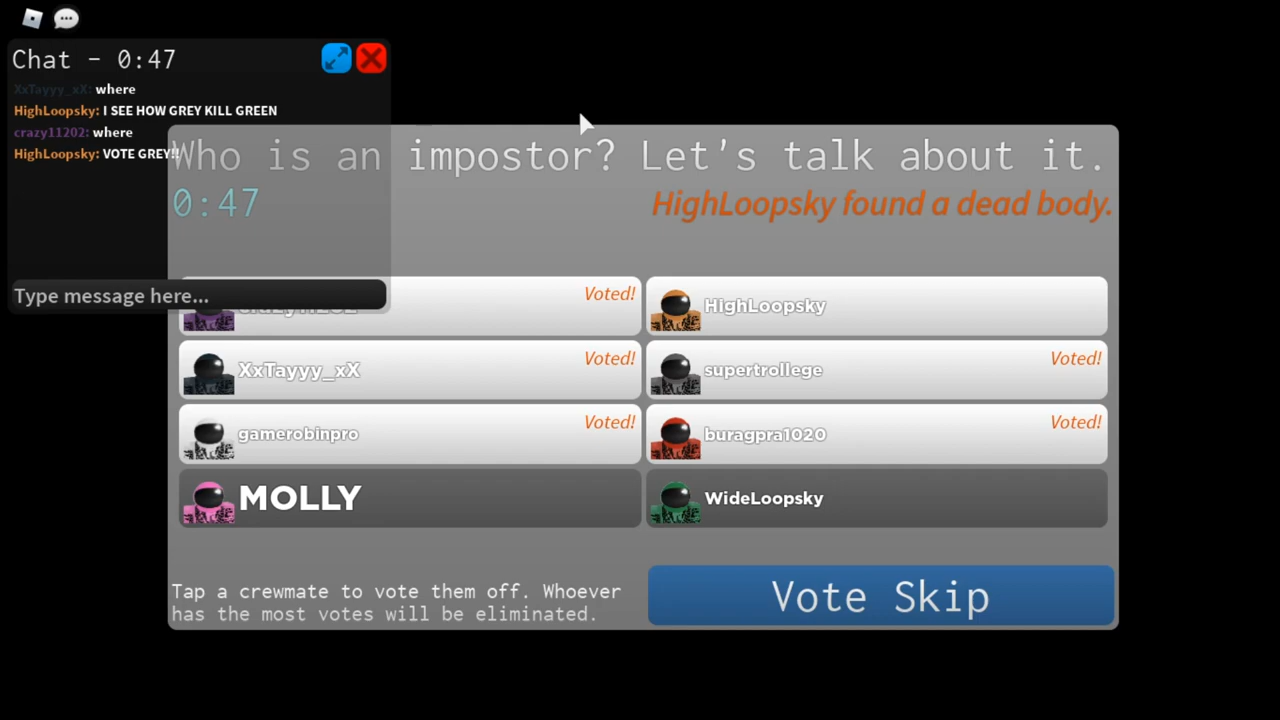 Chat - 0:47
XxTayyy_xX: where
HighLoopsky: I SEE HOW GREY KILL GREEN
crazy11202: where
HighLoopsky: VOTE GREY!!
Type message here...
Who is an impostor? Let's talk about it.
0:47
HighLoopsky found a dead body.
crazy11202
Voted!
HighLoopsky
XxTayyy_xX
Voted!
supertrollege
Voted!
gamerobinpro
Voted!
buragpra1020
Voted!
MOLLY
WideLoopsky
Tap a crewmate to vote them off. Whoever
has the most votes will be eliminated.
Vote Skip